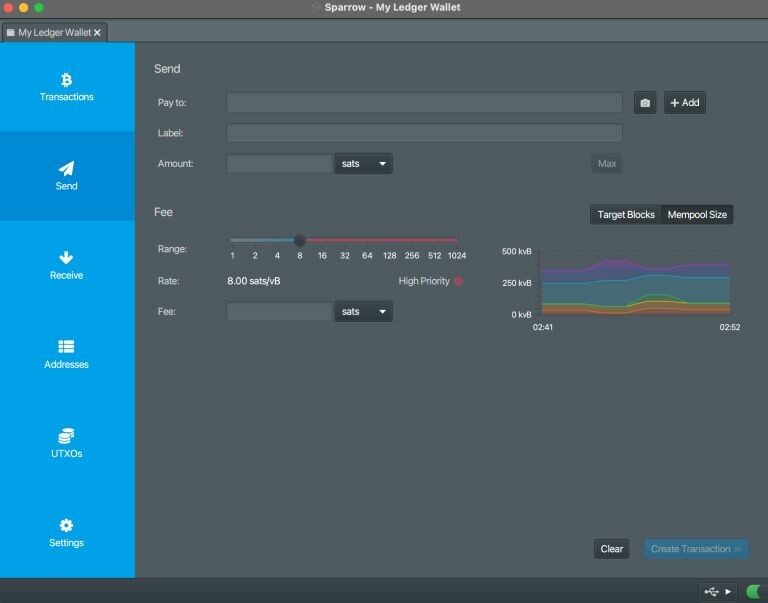 Sparrow - My Ledger Wallet
My Ledger Wallet
Transactions
Send
Receive
Addresses
UTXOs
Settings
Send
Pay to:
+ Add
Label:
Amount:
sats
Max
Fee
Target Blocks
Mempool Size
Range:
1 2 4 8 16 32 64 128 256 512 1024
Rate:
8.00 sats/vB
High Priority
Fee:
sats
500 kvB
250 kvB
0 kvB
02:41
02:52
Clear
Create Transaction »